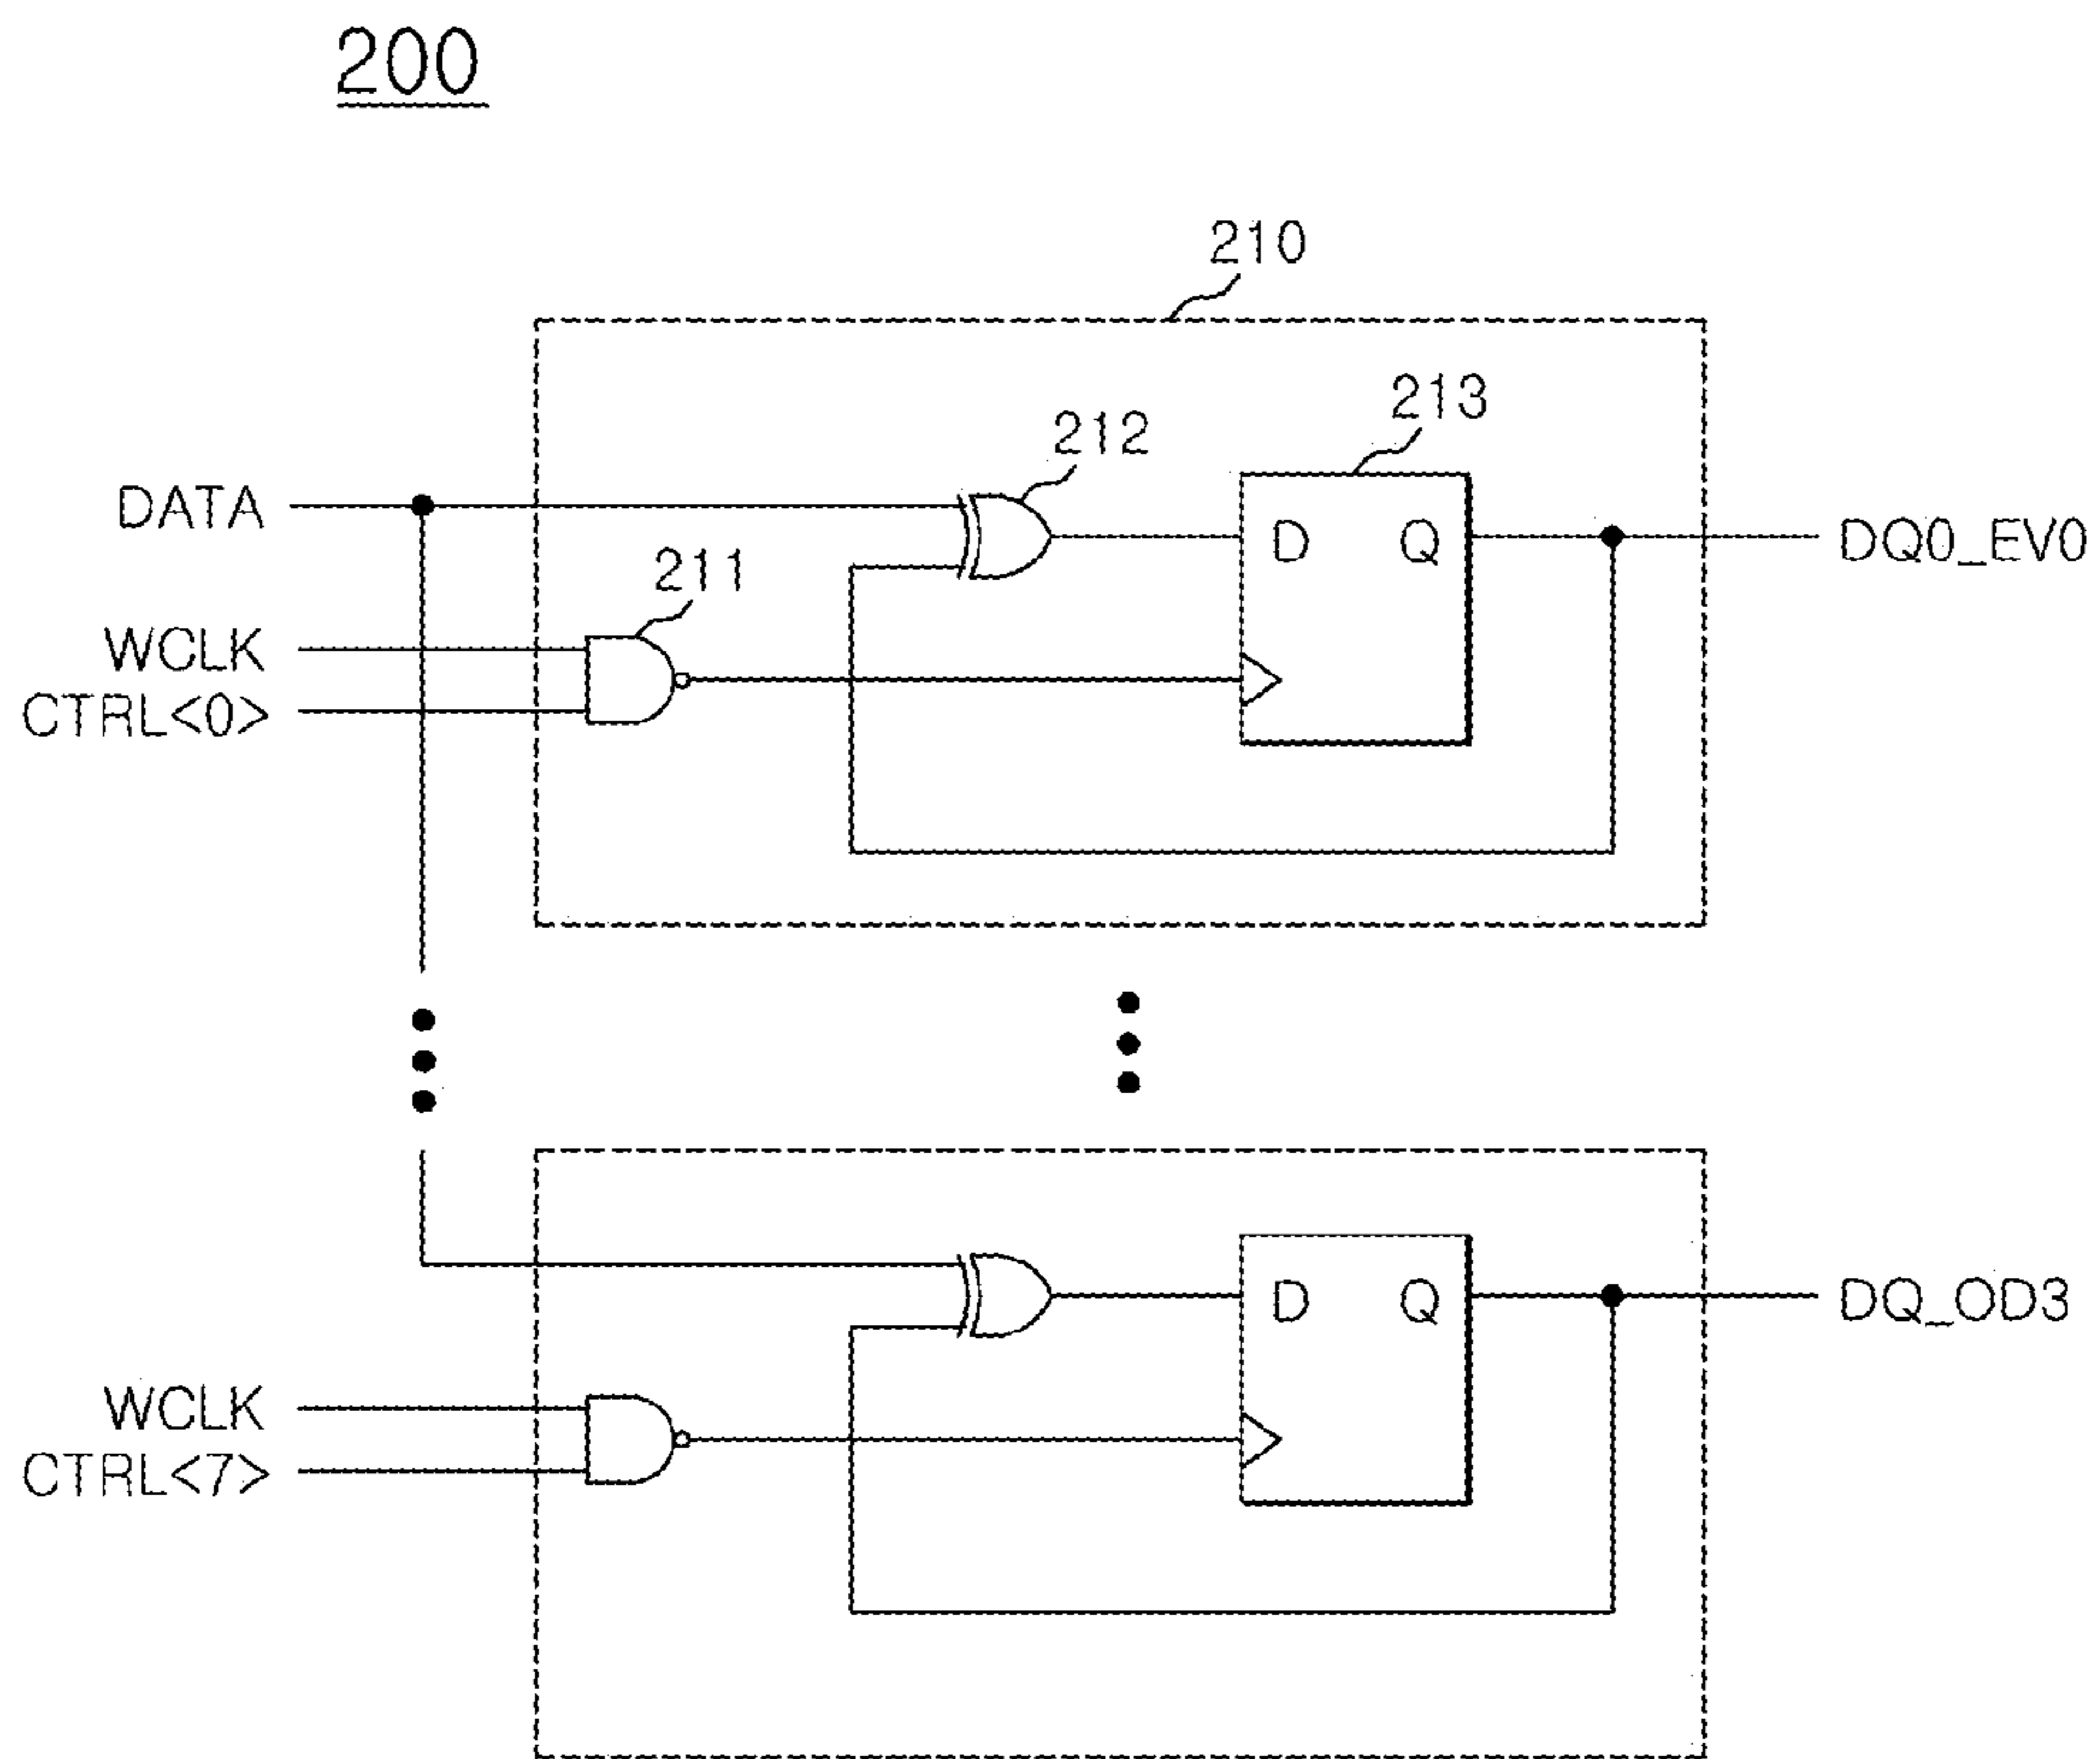 200
210
213
212
DATA
D Q
DQ0_EV0
211
WCLK
CTRL<0>
D Q
DQ_OD3
WCLK
CTRL<7>